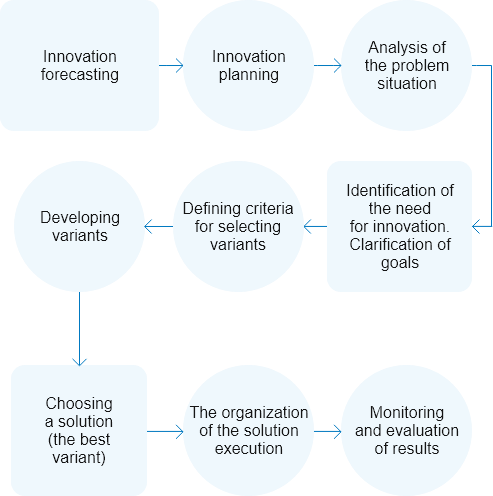 Innovation
forecasting
Innovation
planning
Analysis of
the problem
situation
Identification of
the need
for innovation.
Clarification of
goals
Defining criteria
for selecting
variants
Developing
variants
Choosing
a solution
(the best
variant)
The organization
of the solution
execution
Monitoring
and evaluation
of results